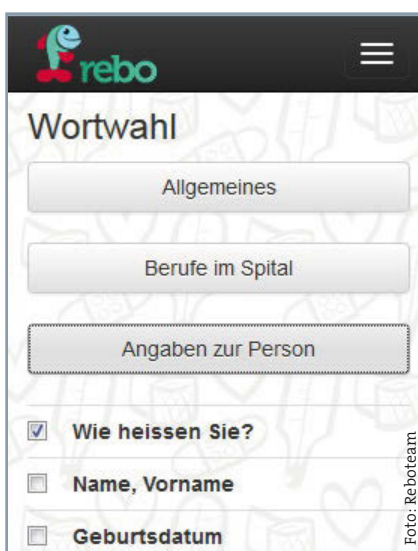 rebo
Wortwahl
Allgemeines
Berufe im Spital
Angaben zur Person
Wie heissen Sie?
Name, Vorname
Geburtsdatum
Foto: Reboteam